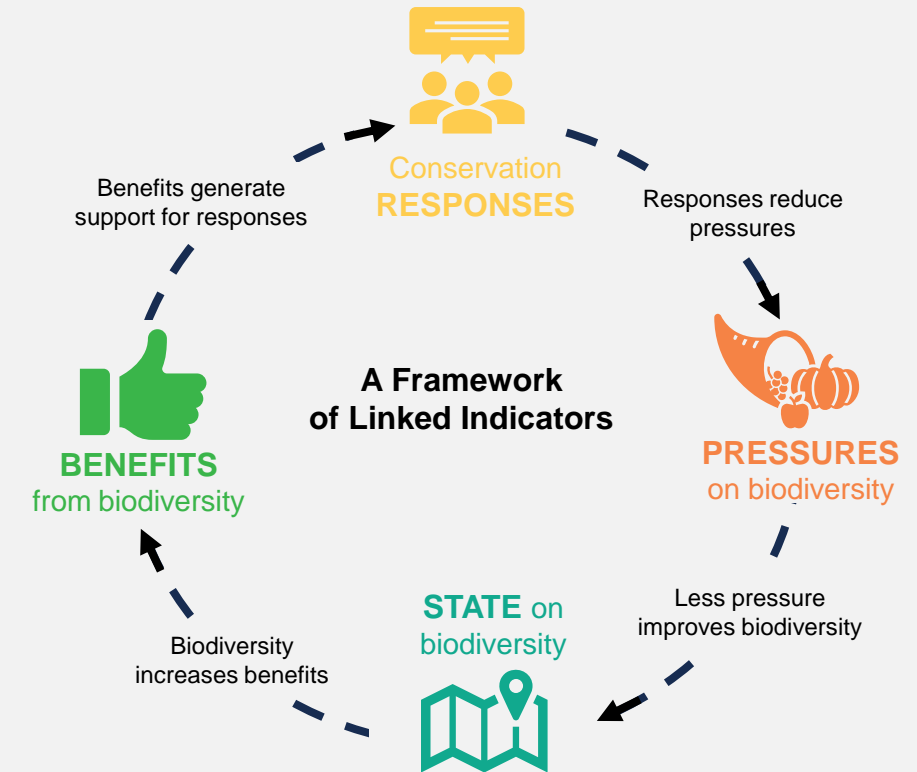 Conservation
RESPONSES
Responses reduce
pressures
PRESSURES
on biodiversity
Less pressure
improves biodiversity
STATE on
biodiversity
Biodiversity
increases benefits
BENEFITS
from biodiversity
Benefits generate
support for responses
A Framework
of Linked Indicators